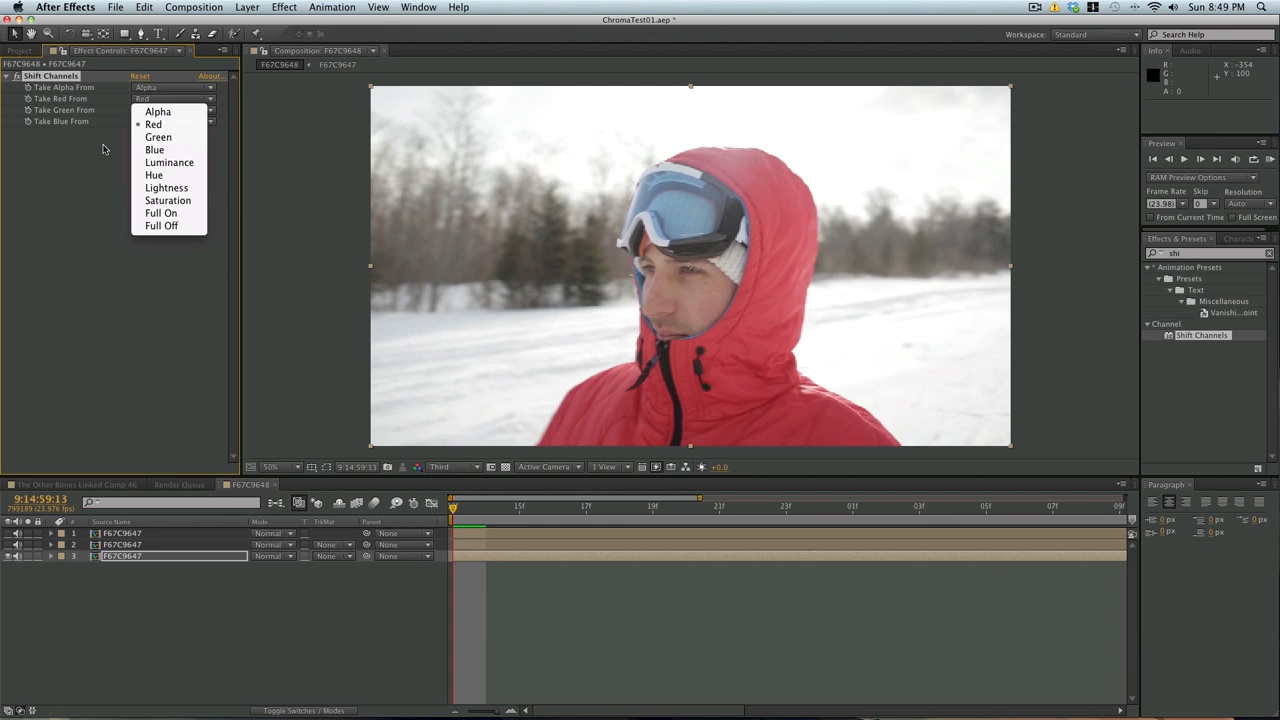 After Effects File Edit Composition Layer Effect Animation View Window Help Sun 8:49 PM
ChromaTest01.aep *
Workspace: Standard Search Help
Project Effect Controls: F67C9647 Composition: F67C9648 Info Audio
F67C9648 • F67C9647 F67C9648 F67C9647
Shift Channels Reset About...
Take Alpha From Alpha
Take Red From Red
Take Green From
Take Blue From
Alpha
Red
Green
Blue
Luminance
Hue
Lightness
Saturation
Full On
Full Off
R : X : -354
G : Y : 100
B :
A : 0
Preview
RAM Preview Options
Frame Rate Skip Resolution
(23.98) 0 Auto
From Current Time Full Screen
Effects & Presets Charact
shi
* Animation Presets
Presets
Text
Miscellaneous
Vanishi...oint
Channel
Shift Channels
50% 9:14:59:13 Third Active Camera 1 View +0.0
The Other Bones Linked Comp 46 Render Queue F67C9648
9:14:59:13
799189 (23.976 fps)
15f 17f 19f 21f 23f 01f 03f 05f 07f 09f
# Source Name Mode T TrkMat Parent
1 F67C9647 Normal None
2 F67C9647 Normal None None
3 F67C9647 Normal None None
Toggle Switches / Modes
Paragraph
0 px 0 px 0 px
0 px 0 px